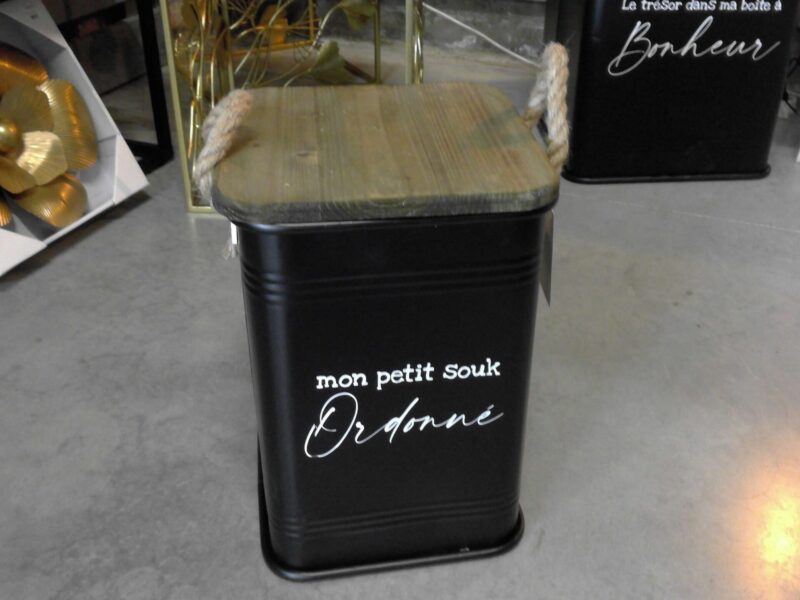 Le trésor dans ma boîte à
Bonheur
mon petit souk
Ordonné